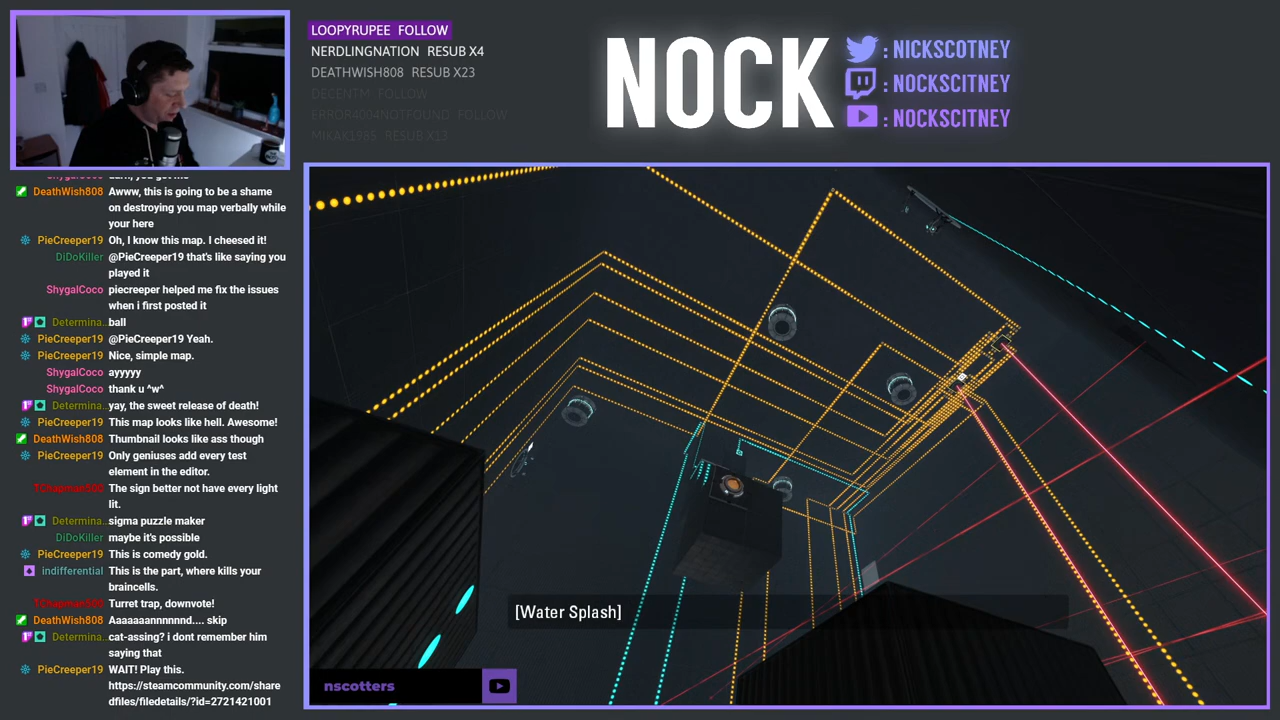 LOOPYRUPEE FOLLOW
NERDLINGNATION RESUB X4
DEATHWISH808 RESUB X23
DECENTM FOLLOW
ERROR4094NOTFOUND FOLLOW
MIKAK1985 RESUB X13
NOCK
: NICKSCOTNEY
: NOCKSCITNEY
: NOCKSCITNEY
DeathWish808 Awww, this is going to be a shame
on destroying you map verbally while
your here
PieCreeper19 Oh, I know this map. I cheesed it!
DiDoKiller @PieCreeper19 that's like saying you
played it
ShygalCoco piecreeper helped me fix the issues
when i first posted it
Determina.. ball
PieCreeper19 @PieCreeper19 Yeah.
PieCreeper19 Nice, simple map.
ShygalCoco ayyyyy
ShygalCoco thank u ^w^
Determina.. yay, the sweet release of death!
PieCreeper19 This map looks like hell. Awesome!
DeathWish808 Thumbnail looks like ass though
PieCreeper19 Only geniuses add every test
element in the editor.
TChapman500 The sign better not have every light
lit.
Determina.. sigma puzzle maker
DiDoKiller maybe it's possible
PieCreeper19 This is comedy gold.
indifferential This is the part, where kills your
braincells.
TChapman500 Turret trap, downvote!
DeathWish808 Aaaaaannnnnnd.... skip
Determina.. cat-assing? i dont remember him
saying that
PieCreeper19 WAIT! Play this.
https://steamcommunity.com/share
dfiles/filedetails/?id=2721421001
[Water Splash]
nscotters